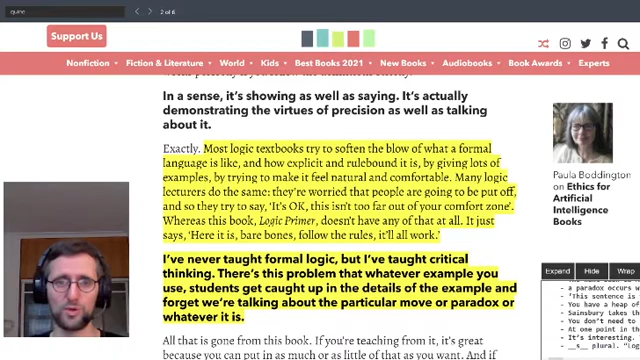 quine
2 of 6
Support Us
Nonfiction
Fiction & Literature
World
Kids
Best Books 2021
New Books
Audiobooks
Book Awards
Experts
In a sense, it's showing as well as saying. It's actually
demonstrating the virtues of precision as well as talking
about it.
Exactly. Most logic textbooks try to soften the blow of what a formal
language is like, and how explicit and rulebound it is, by giving lots of
examples, by trying to make it feel natural and comfortable. Many logic
lecturers do the same: they're worried that people are going to be put off,
and so they try to say, ‘It's OK, this isn't too far out of your comfort zone’.
Whereas this book, Logic Primer, doesn't have any of that at all. It just
says, ‘Here it is, bare bones, follow the rules, it'll all work.’
I've never taught formal logic, but I've taught critical
thinking. There's this problem that whatever example you
use, students get caught up in the details of the example and
forget we're talking about the particular move or paradox or
whatever it is.
All that is gone from this book. If you're teaching from it, it's great
because you can put in as much or as little of that as you want. And if
Paula Boddington
on Ethics for
Artificial
Intelligence
Books
Expand
Hide
Wrap
- a paradox occurs w
- 'This sentence is
- You have a heap of
- Sainsbury takes th
- You don't need to
- At one point in th
- It's interesting,
- __s__ plural. "Log